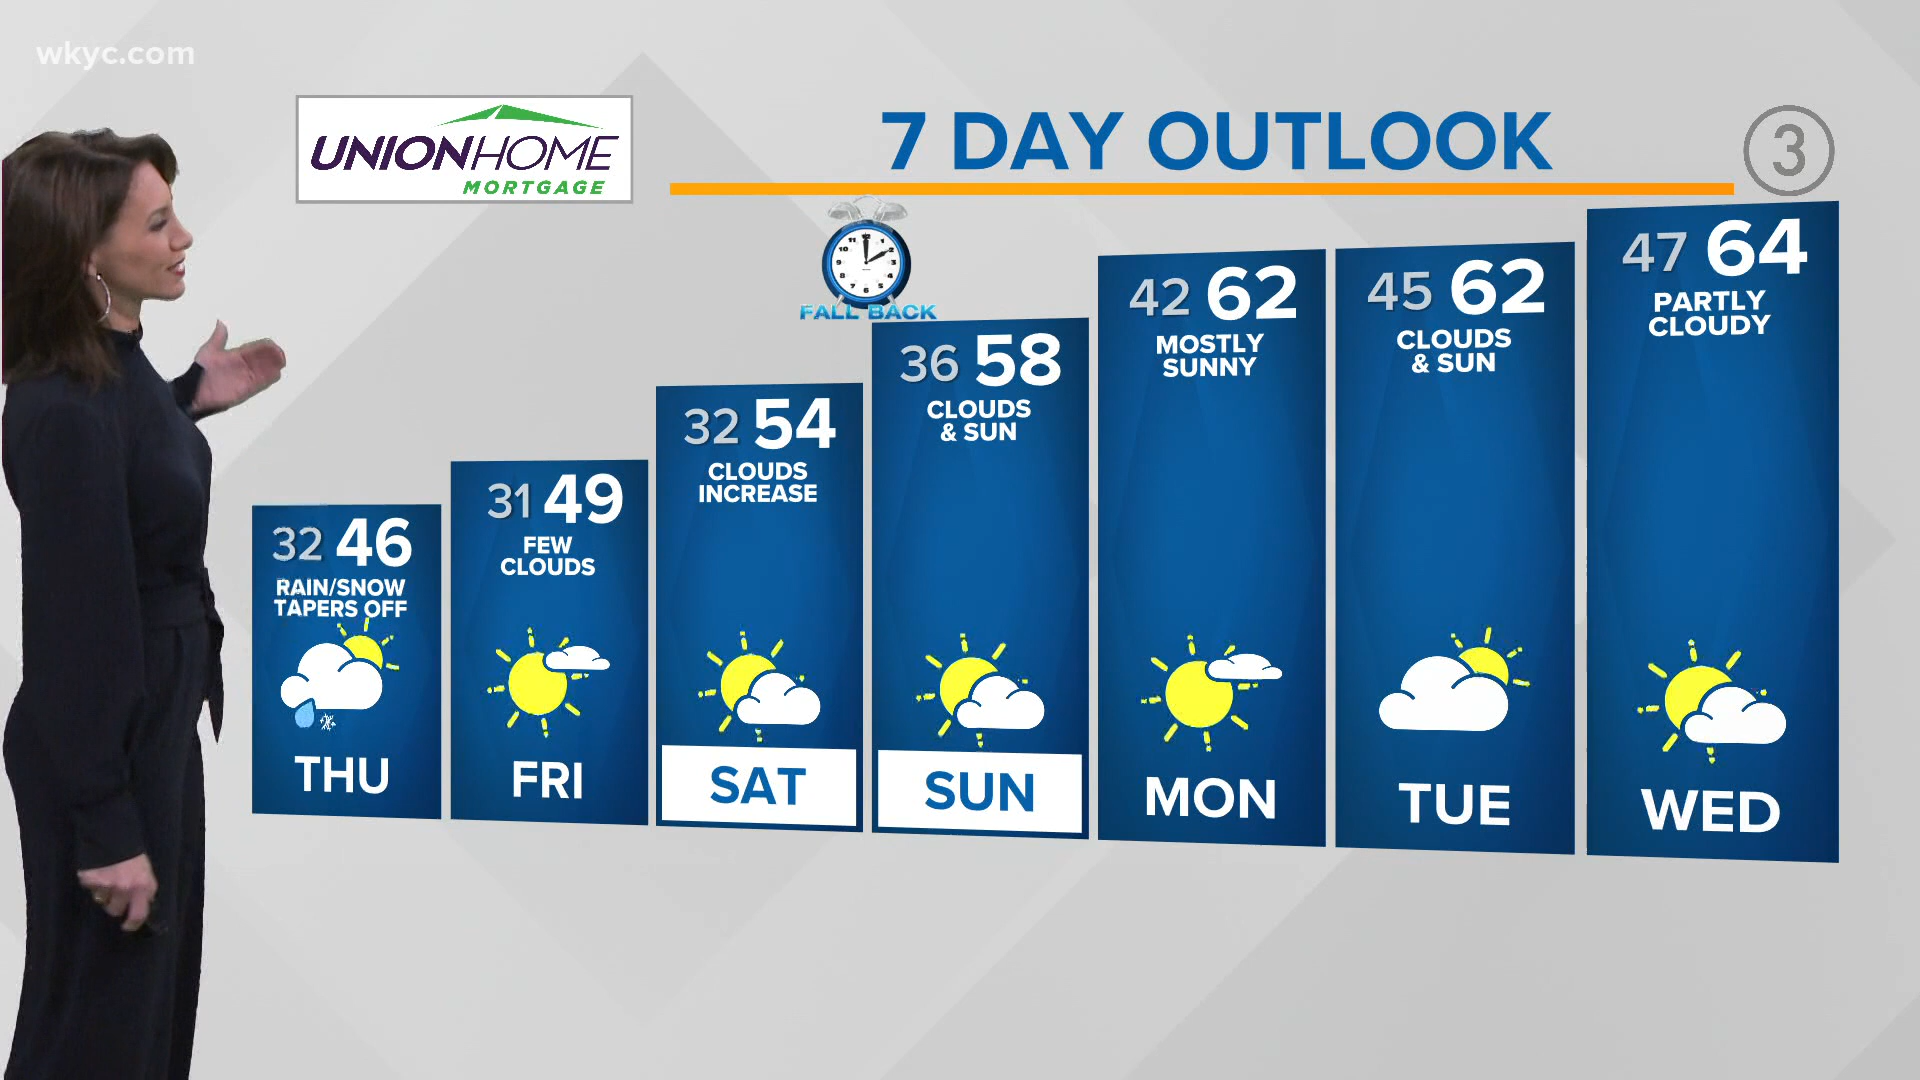 wkyc.com
UNIONHOME
MORTGAGE
7 DAY OUTLOOK
3
FALL BACK
32 46
RAIN/SNOW
TAPERS OFF
THU
31 49
FEW
CLOUDS
FRI
32 54
CLOUDS
INCREASE
SAT
36 58
CLOUDS
& SUN
SUN
42 62
MOSTLY
SUNNY
MON
45 62
CLOUDS
& SUN
TUE
47 64
PARTLY
CLOUDY
WED